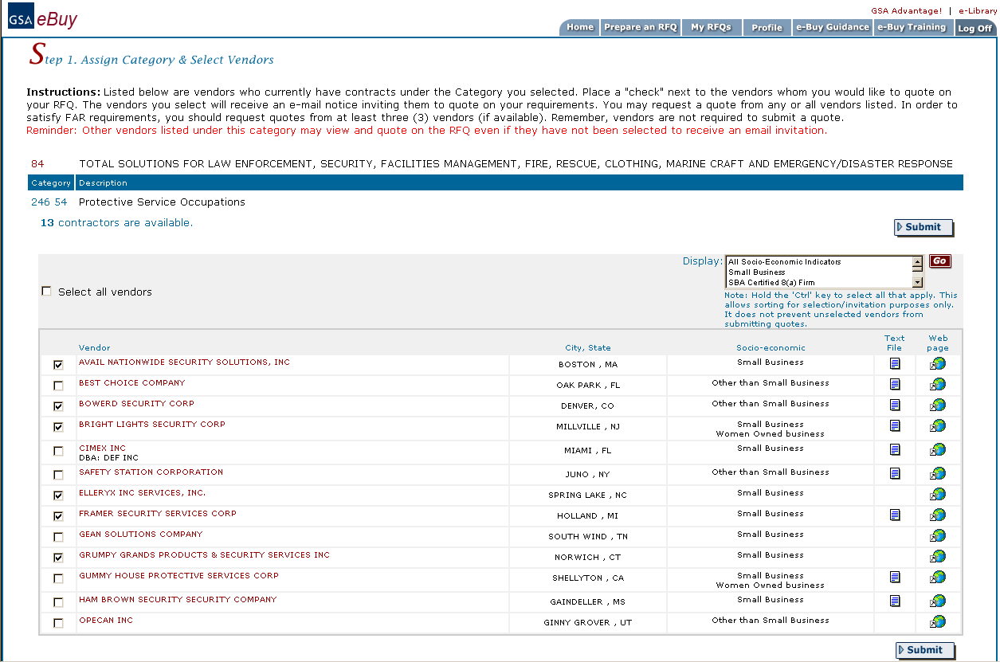 GSA eBuy
GSA Advantage! | e-Library
Home Prepare an RFQ My RFQs Profile e-Buy Guidance e-Buy Training Log Off
Step 1. Assign Category & Select Vendors
Instructions: Listed below are vendors who currently have contracts under the Category you selected. Place a "check" next to the vendors whom you would like to quote on
your RFQ. The vendors you select will receive an e-mail notice inviting them to quote on your requirements. You may request a quote from any or all vendors listed. In order to
satisfy FAR requirements, you should request quotes from at least three (3) vendors (if available). Remember, vendors are not required to submit a quote.
Reminder: Other vendors listed under this category may view and quote on the RFQ even if they have not been selected to receive an email invitation.
84 TOTAL SOLUTIONS FOR LAW ENFORCEMENT, SECURITY, FACILITIES MANAGEMENT, FIRE, RESCUE, CLOTHING, MARINE CRAFT AND EMERGENCY/DISASTER RESPONSE
Category Description
246 54 Protective Service Occupations
13 contractors are available.
Submit
Display: All Socio-Economic Indicators Go
Small Business
SBA Certified 8(a) Firm
Select all vendors
Note: Hold the 'Ctrl' key to select all that apply. This
allows sorting for selection/invitation purposes only.
It does not prevent unselected vendors from
submitting quotes.
Vendor City, State Socio-economic Text File Web page
AVAIL NATIONWIDE SECURITY SOLUTIONS, INC BOSTON , MA Small Business
BEST CHOICE COMPANY OAK PARK , FL Other than Small Business
BOWERD SECURITY CORP DENVER, CO Other than Small Business
BRIGHT LIGHTS SECURITY CORP MILLVILLE , NJ Small Business
Women Owned business
CIMEX INC MIAMI , FL Small Business
DBA: DEF INC
SAFETY STATION CORPORATION JUNO , NY Other than Small Business
ELLERYX INC SERVICES, INC. SPRING LAKE , NC Small Business
FRAMER SECURITY SERVICES CORP HOLLAND , MI Small Business
GEAN SOLUTIONS COMPANY SOUTH WIND , TN Small Business
GRUMPY GRANDS PRODUCTS & SECURITY SERVICES INC NORWICH , CT Small Business
GUMMY HOUSE PROTECTIVE SERVICES CORP SHELLYTON , CA Small Business
Women Owned business
HAM BROWN SECURITY SECURITY COMPANY GAINDELLER , MS Small Business
OPECAN INC GINNY GROVER , UT Other than Small Business
Submit